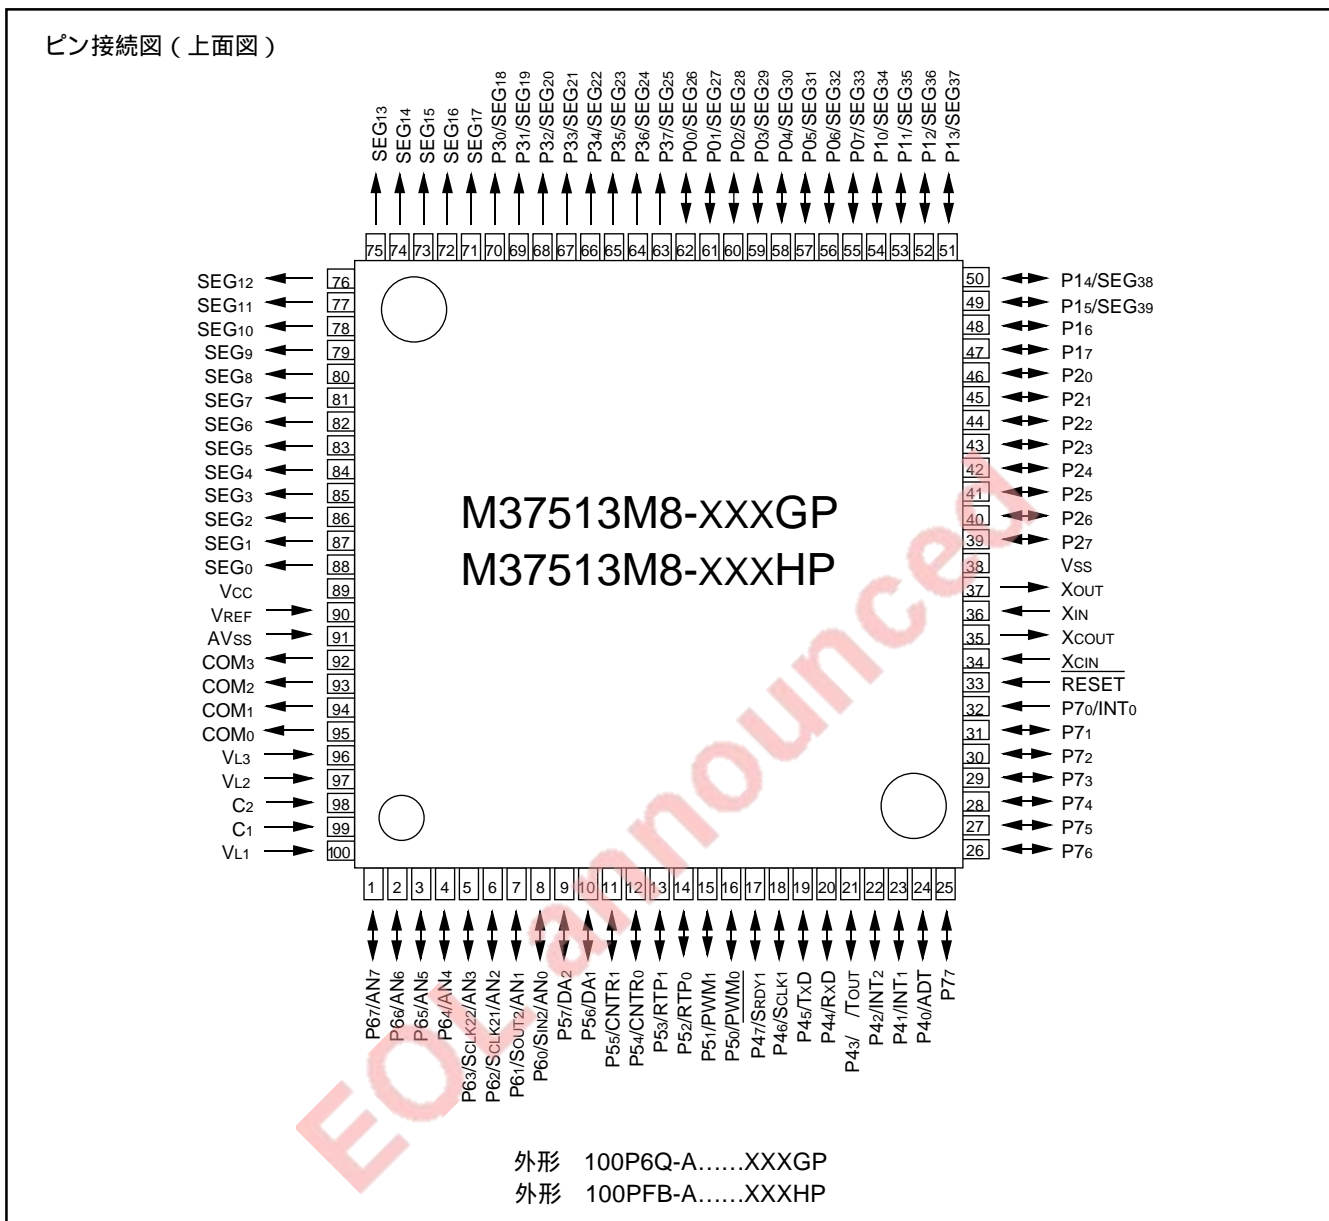 ピン接続図 ( 上面図 )
SEG13
SEG14
SEG15
SEG16
SEG17
P30/SEG18
P31/SEG19
P32/SEG20
P33/SEG21
P34/SEG22
P35/SEG23
P36/SEG24
P37/SEG25
P00/SEG26
P01/SEG27
P02/SEG28
P03/SEG29
P04/SEG30
P05/SEG31
P06/SEG32
P07/SEG33
P10/SEG34
P11/SEG35
P12/SEG36
P13/SEG37
75 74 73 72 71 70 69 68 67 66 65 64 63 62 61 60 59 58 57 56 55 54 53 52 51
SEG12 76
SEG11 77
SEG10 78
SEG9 79
SEG8 80
SEG7 81
SEG6 82
SEG5 83
SEG4 84
SEG3 85
SEG2 86
SEG1 87
SEG0 88
VCC 89
VREF 90
AVSS 91
COM3 92
COM2 93
COM1 94
COM0 95
VL3 96
VL2 97
C2 98
C1 99
VL1 100
M37513M8-XXXGP
M37513M8-XXXHP
50 P14/SEG38
49 P15/SEG39
48 P16
47 P17
46 P20
45 P21
44 P22
43 P23
42 P24
41 P25
40 P26
39 P27
38 VSS
37 XOUT
36 XIN
35 XCOUT
34 XCIN
33 RESET
32 P70/INT0
31 P71
30 P72
29 P73
28 P74
27 P75
26 P76
1 2 3 4 5 6 7 8 9 10 11 12 13 14 15 16 17 18 19 20 21 22 23 24 25
P67/AN7
P66/AN6
P65/AN5
P64/AN4
P63/SCLK22/AN3
P62/SCLK21/AN2
P61/SOUT2/AN1
P60/SIN2/AN0
P57/DA2
P56/DA1
P55/CNTR1
P54/CNTR0
P53/RTP1
P52/RTP0
P51/PWM1
P50/PWM0
P47/SRDY1
P46/SCLK1
P45/TXD
P44/RXD
P43/ /TOUT
P42/INT2
P41/INT1
P40/ADT
P77
EOL announced
外形 100P6Q-A……XXXGP
外形 100PFB-A……XXXHP